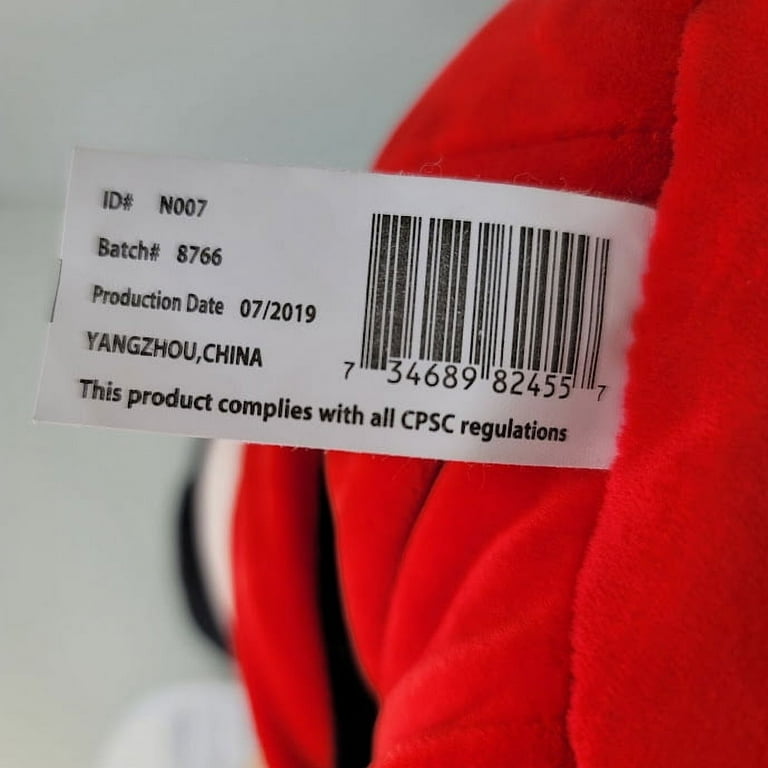 ID# N007
Batch# 8766
Production Date 07/2019
YANGZHOU,CHINA
7 34689 82455 7
This product complies with all CPSC regulations